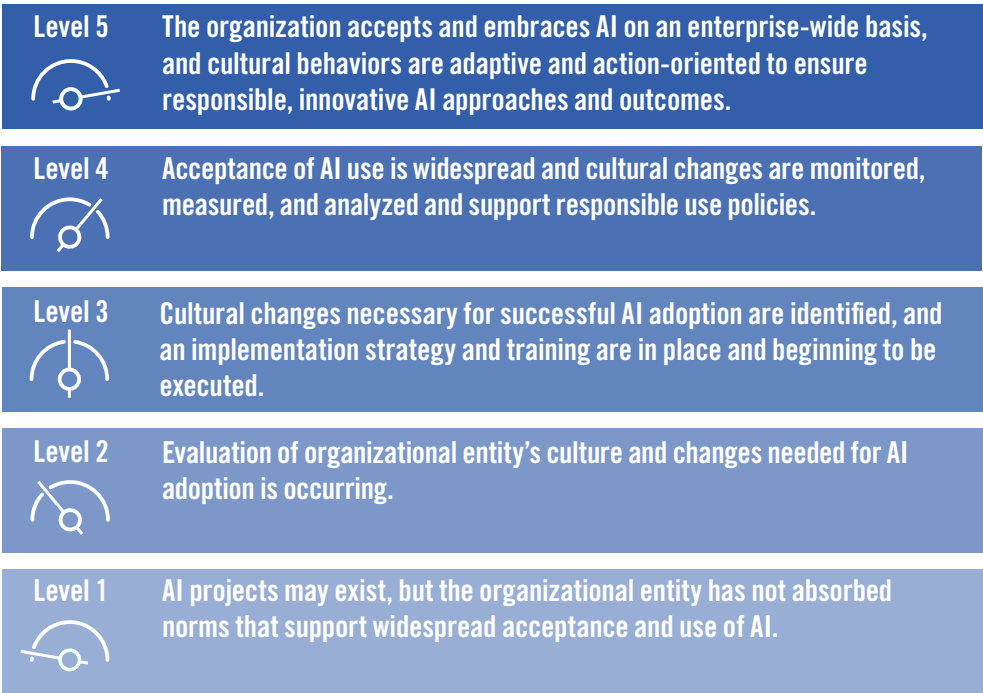 Level 5
The organization accepts and embraces AI on an enterprise-wide basis,
and cultural behaviors are adaptive and action-oriented to ensure
responsible, innovative AI approaches and outcomes.
Level 4
Acceptance of AI use is widespread and cultural changes are monitored,
measured, and analyzed and support responsible use policies.
Level 3
Cultural changes necessary for successful AI adoption are identified, and
an implementation strategy and training are in place and beginning to be
executed.
Level 2
Evaluation of organizational entity’s culture and changes needed for AI
adoption is occurring.
Level 1
AI projects may exist, but the organizational entity has not absorbed
norms that support widespread acceptance and use of AI.